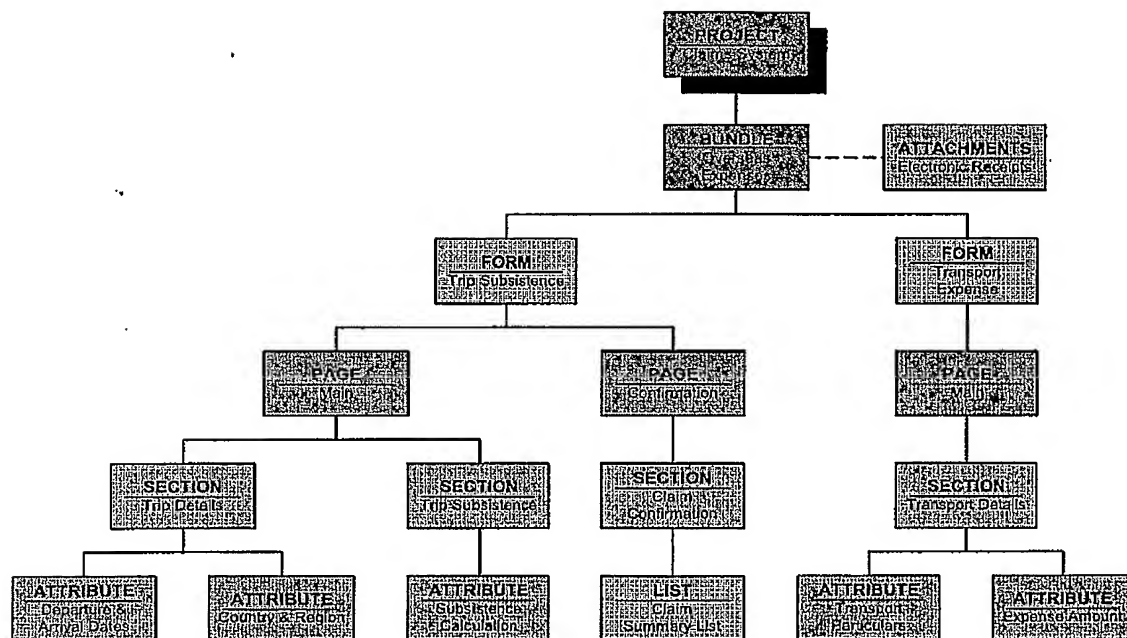 PROJECT
Claims System
BUNDLE
Overseas
ATTACHMENTS
Electronic Receipts
FORM
Trip Subsistence
FORM
Transport
Expense
PAGE
Main
PAGE
Confirmation
PAGE
Main
SECTION
Trip Details
SECTION
Trip Subsistence
SECTION
Claim
Confirmation
SECTION
Transport Details
ATTRIBUTE
Departure &
Arrival Dates
ATTRIBUTE
Country & Region
ATTRIBUTE
Subsistence
Calculation
LIST
Claim
Summary List
ATTRIBUTE
Transport
ATTRIBUTE
Expense Amount